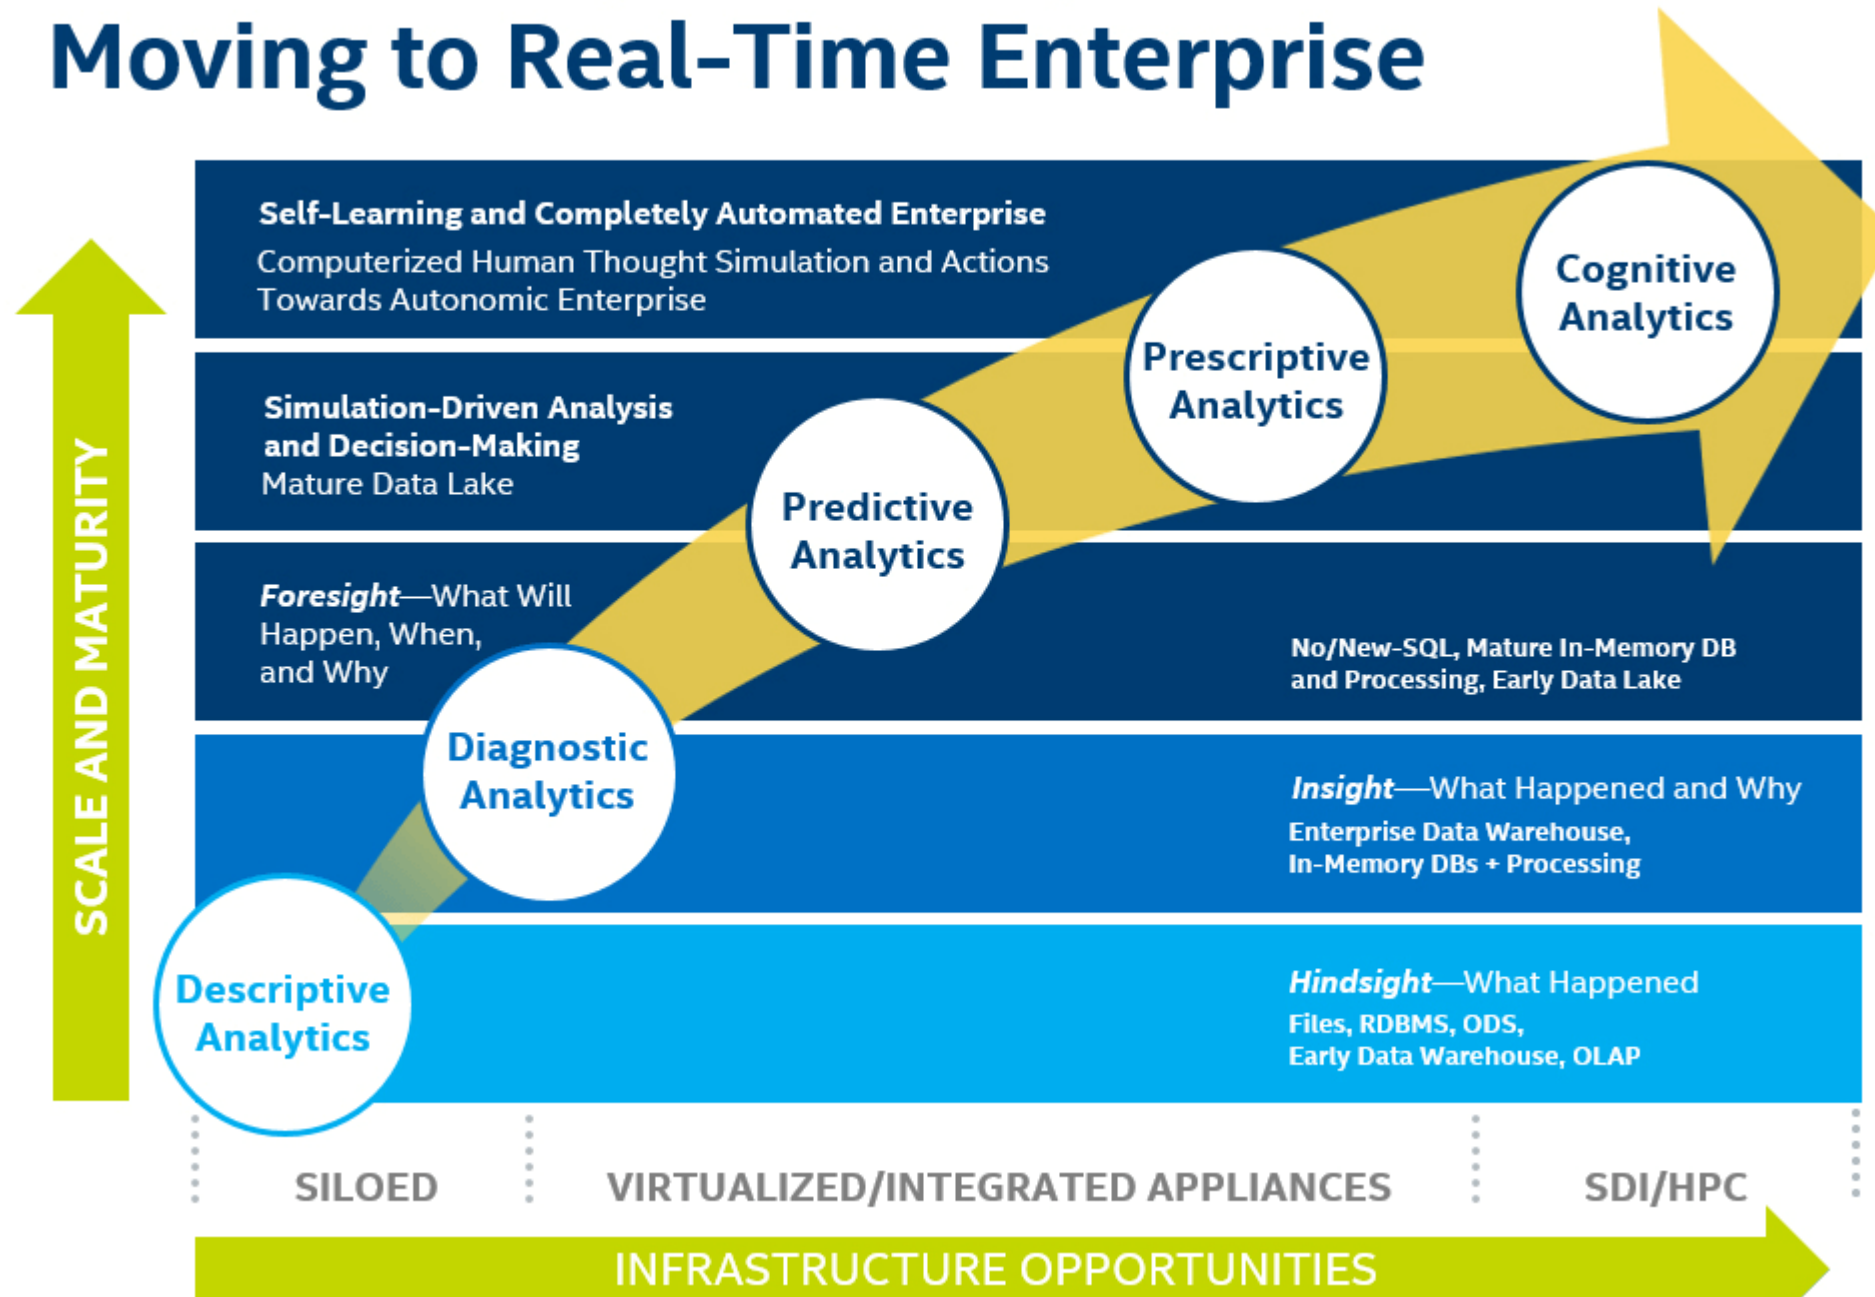 Moving to Real-Time Enterprise
Self-Learning and Completely Automated Enterprise
Computerized Human Thought Simulation and Actions
Towards Autonomic Enterprise
Cognitive
Analytics
Prescriptive
Analytics
Simulation-Driven Analysis
and Decision-Making
Mature Data Lake
Predictive
Analytics
Foresight—What Will
Happen, When,
and Why
No/New-SQL, Mature In-Memory DB
and Processing, Early Data Lake
Diagnostic
Analytics
Insight—What Happened and Why
Enterprise Data Warehouse,
In-Memory DBs + Processing
Descriptive
Analytics
Hindsight—What Happened
Files, RDBMS, ODS,
Early Data Warehouse, OLAP
SCALE AND MATURITY
SILOED
VIRTUALIZED/INTEGRATED APPLIANCES
SDI/HPC
INFRASTRUCTURE OPPORTUNITIES